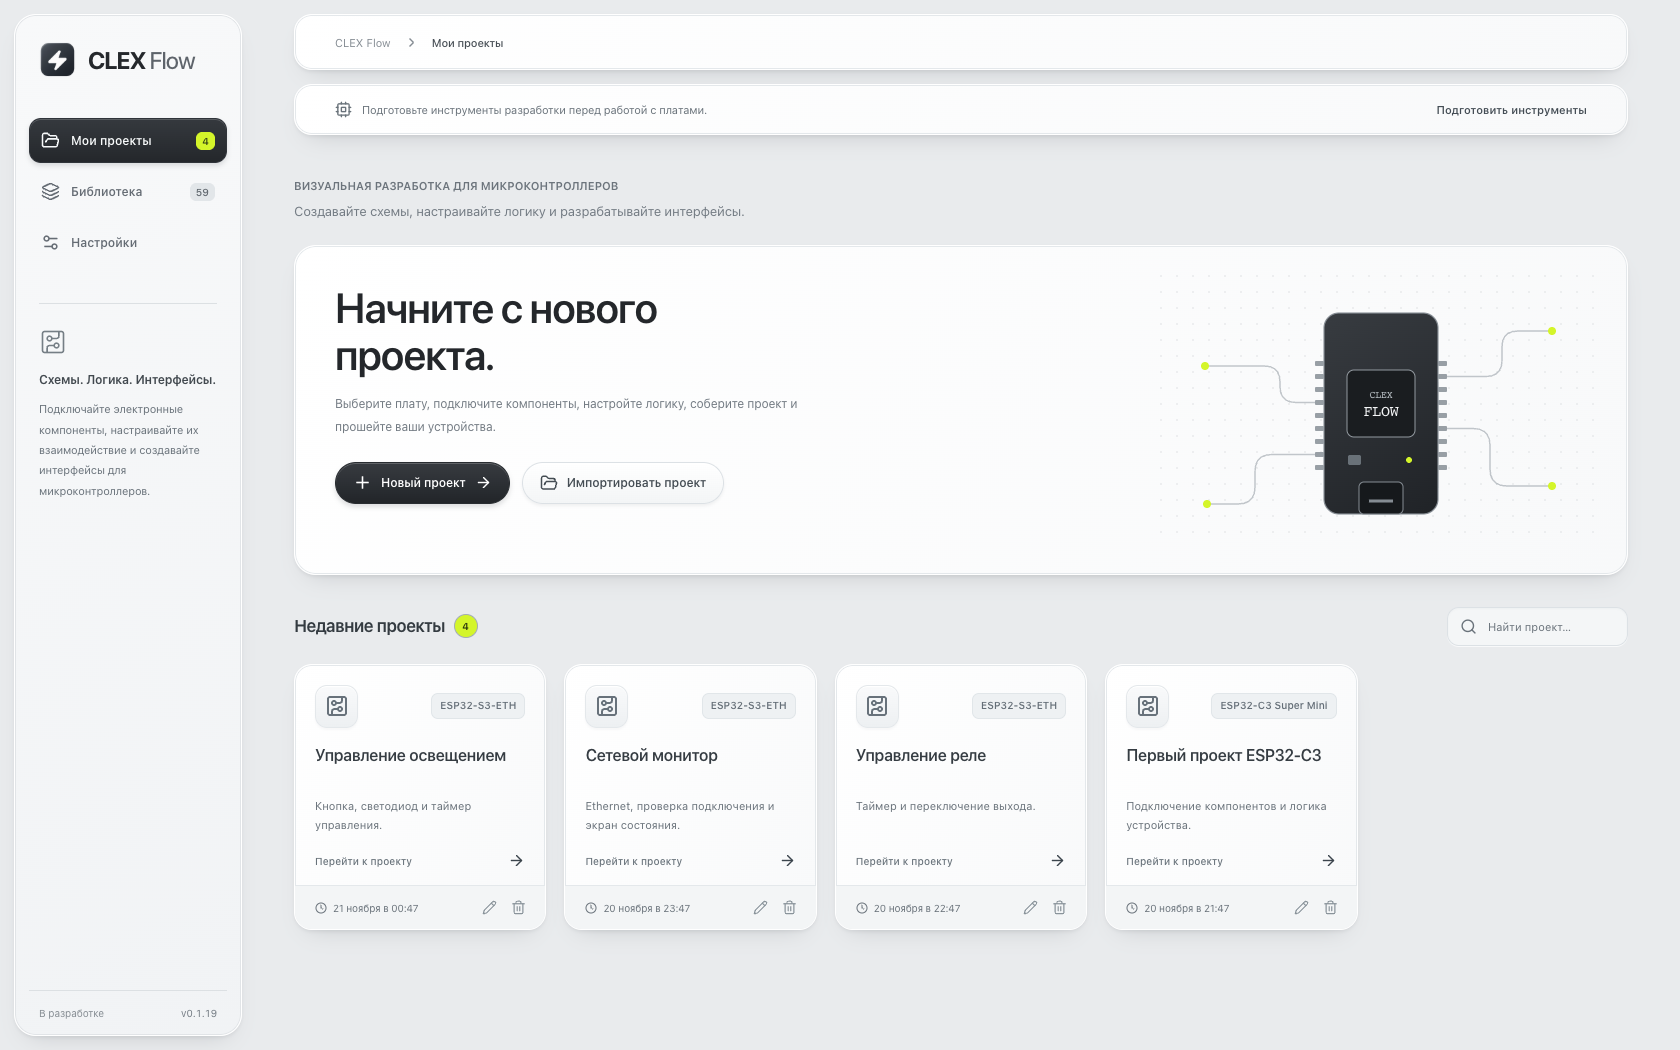 CLEX Flow
Мои проекты 4
Библиотека 59
Настройки
Схемы. Логика. Интерфейсы.
Подключайте электронные
компоненты, настраивайте их
взаимодействие и создавайте
интерфейсы для
микроконтроллеров.
В разработке v0.1.19
CLEX Flow Мои проекты
Подготовьте инструменты разработки перед работой с платами. Подготовить инструменты
ВИЗУАЛЬНАЯ РАЗРАБОТКА ДЛЯ МИКРОКОНТРОЛЛЕРОВ
Создавайте схемы, настраивайте логику и разрабатывайте интерфейсы.
Начните с нового
проекта.
Выберите плату, подключите компоненты, настройте логику, соберите проект и
прошейте ваши устройства.
Новый проект Импортировать проект
CLEX
FLOW
Недавние проекты 4 Найти проект...
ESP32-S3-ETH
Управление освещением
Кнопка, светодиод и таймер
управления.
Перейти к проекту
21 ноября в 00:47
ESP32-S3-ETH
Сетевой монитор
Ethernet, проверка подключения и
экран состояния.
Перейти к проекту
20 ноября в 23:47
ESP32-S3-ETH
Управление реле
Таймер и переключение выхода.
Перейти к проекту
20 ноября в 22:47
ESP32-C3 Super Mini
Первый проект ESP32-C3
Подключение компонентов и логика
устройства.
Перейти к проекту
20 ноября в 21:47